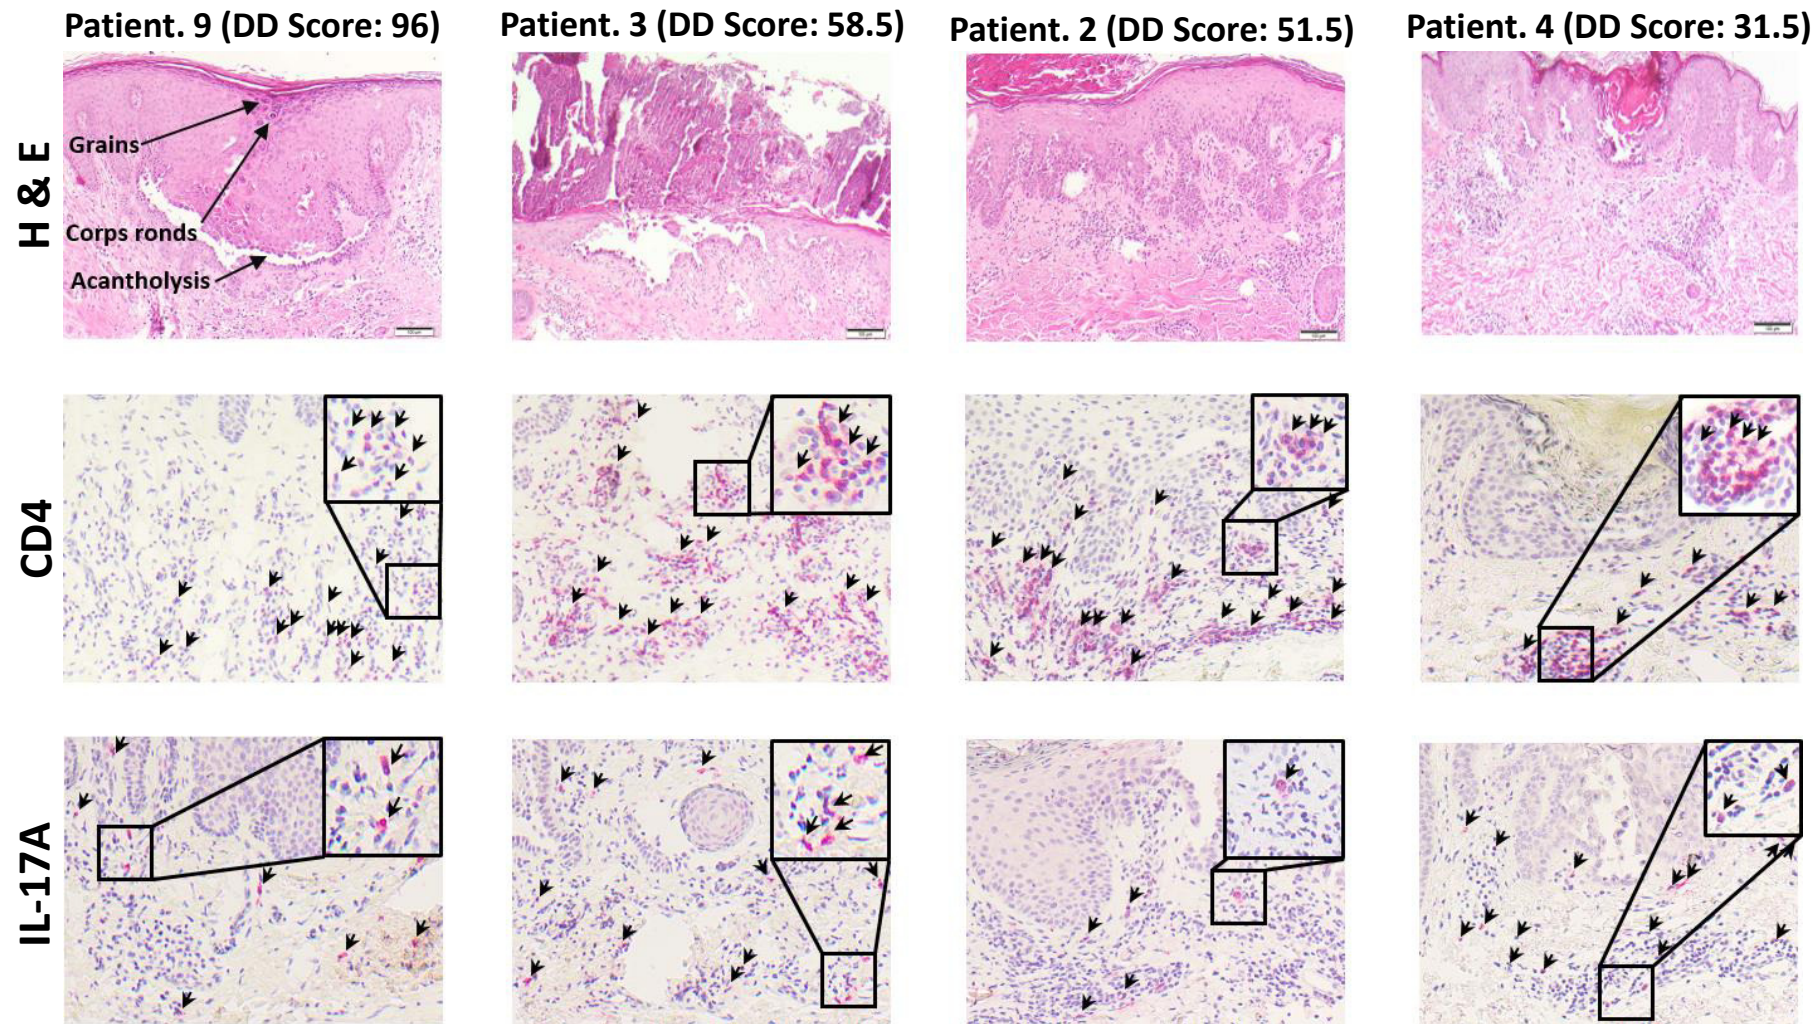 Patient. 9 (DD Score: 96)
Patient. 3 (DD Score: 58.5)
Patient. 2 (DD Score: 51.5)
Patient. 4 (DD Score: 31.5)
H & E
Grains
Corps ronds
Acantholysis
CD4
IL-17A